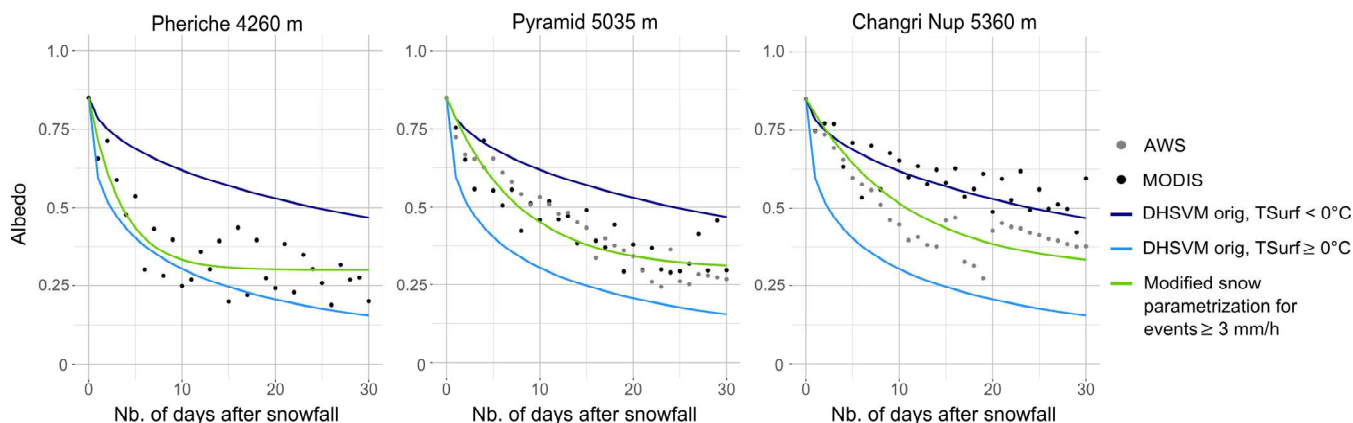 Pheriche 4260 m
Pyramid 5035 m
Changri Nup 5360 m
Albedo
1.0
0.75
0.5
0.25
0
0
10
20
30
Nb. of days after snowfall
1.0
0.75
0.5
0.25
0
0
10
20
30
Nb. of days after snowfall
1.0
0.75
0.5
0.25
0
0
10
20
30
Nb. of days after snowfall
AWS
MODIS
DHSVM orig, TSurf < 0°C
DHSVM orig, TSurf ≥ 0°C
Modified snow
parametrization for
events ≥ 3 mm/h